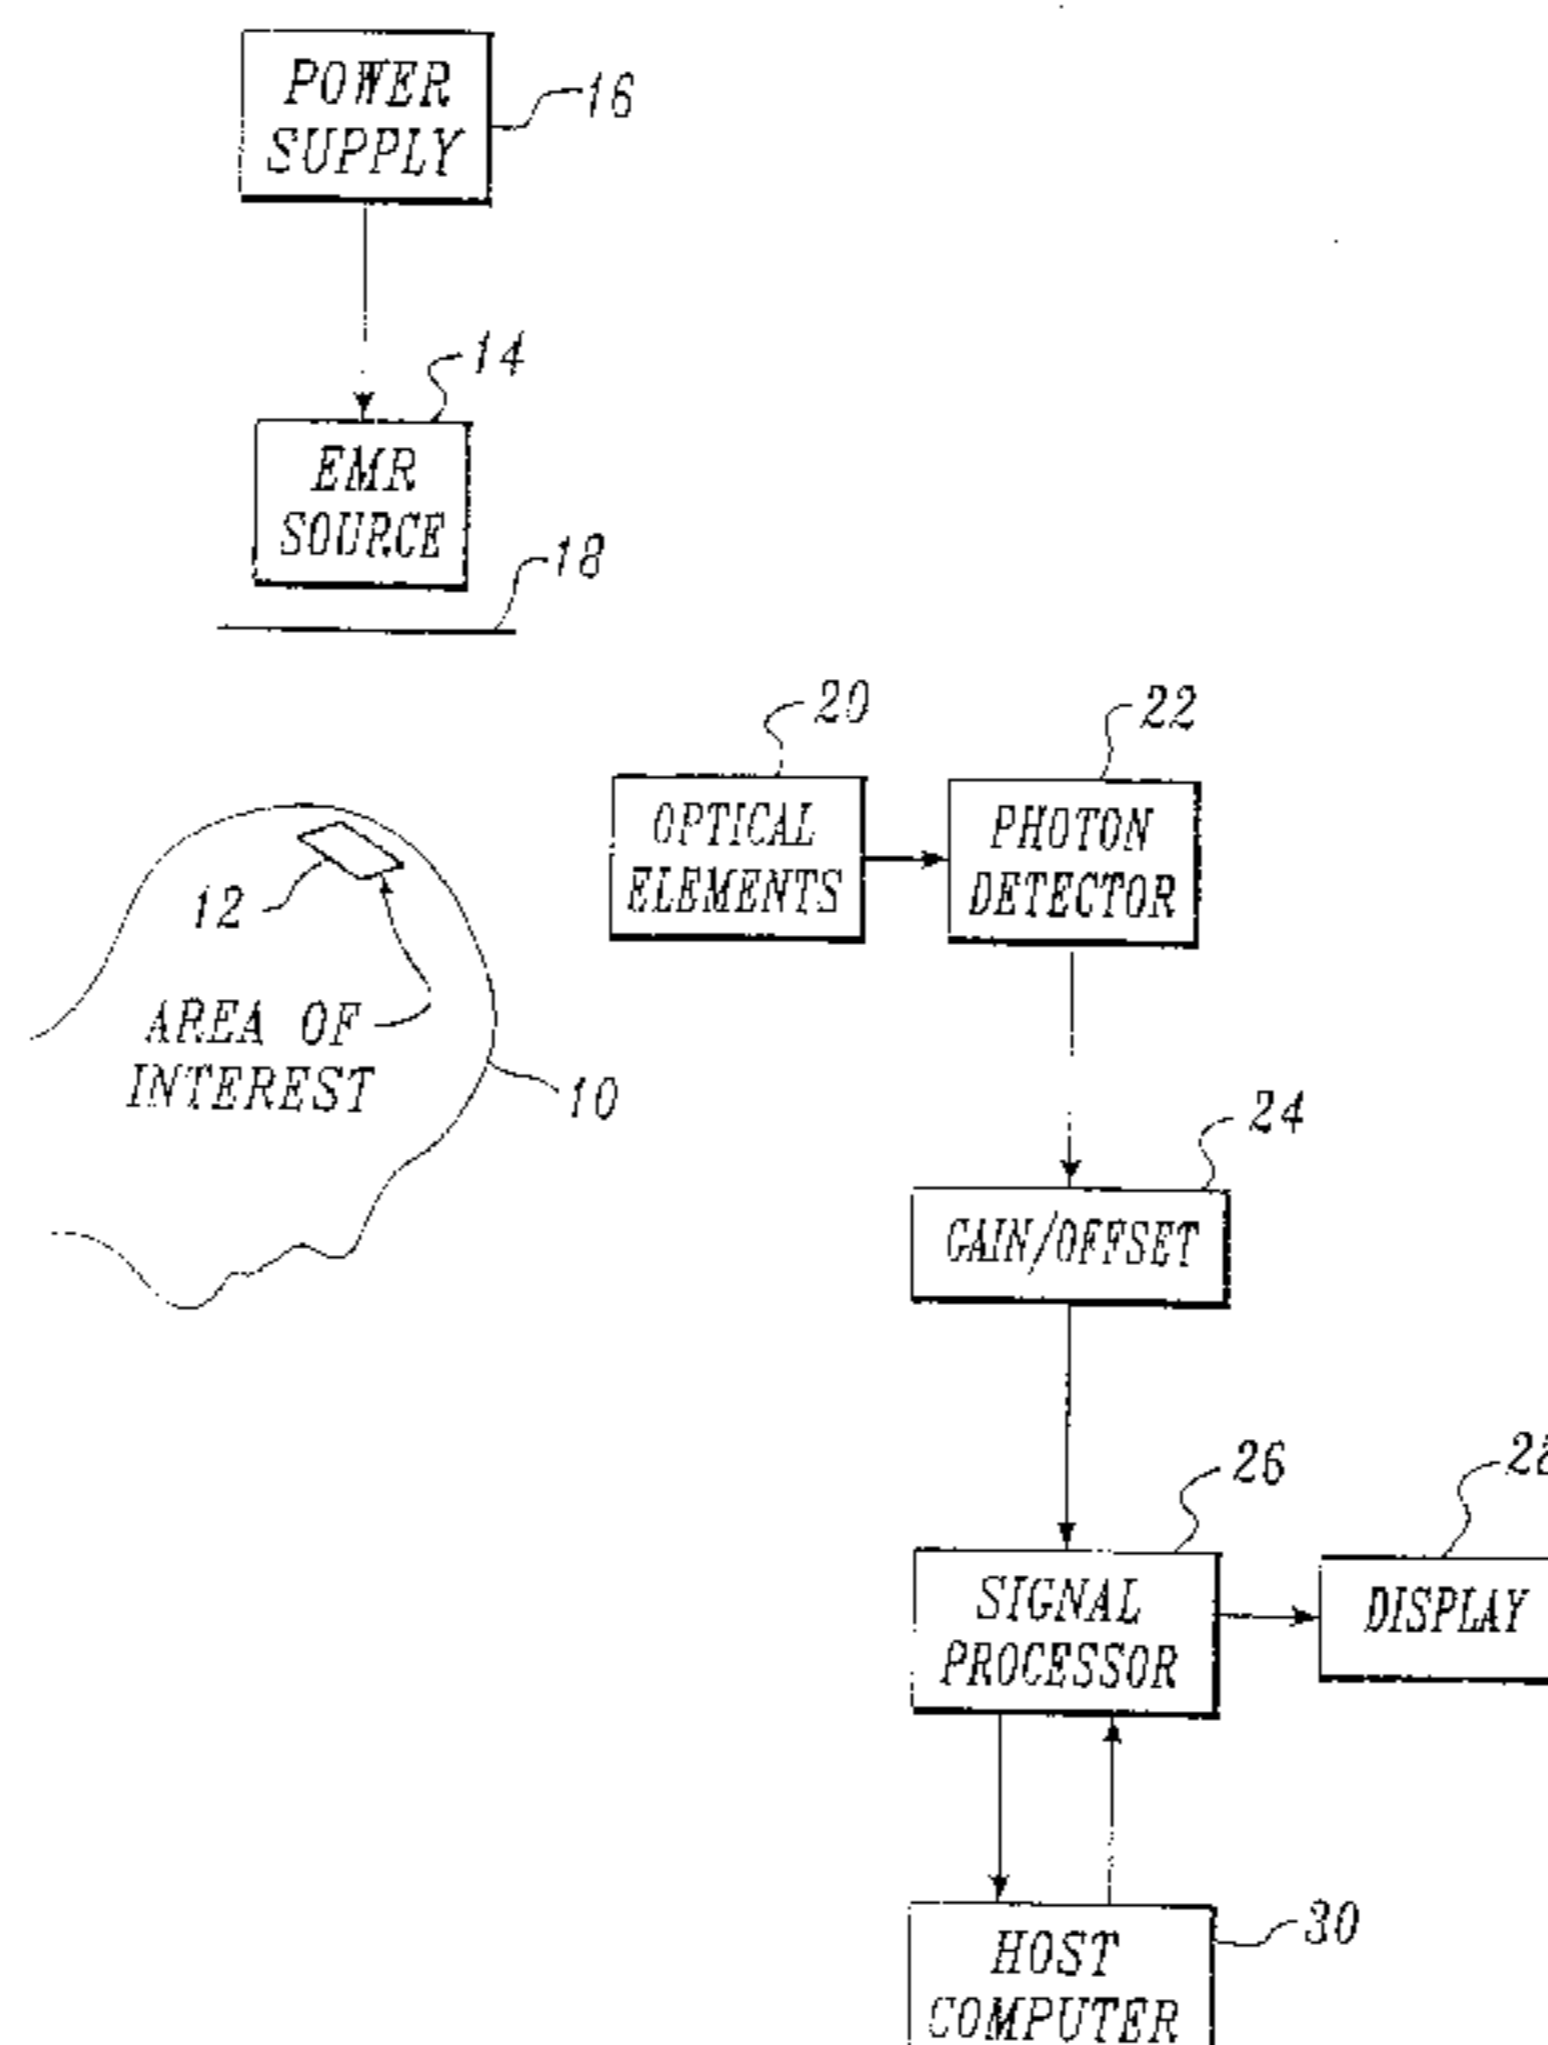 POWER
SUPPLY
16
14
EMR
SOURCE
18
20
22
OPTICAL
ELEMENTS
PHOTON
DETECTOR
12
AREA OF
INTEREST
10
24
GAIN/OFFSET
26
28
SIGNAL
PROCESSOR
DISPLAY
30
HOST
COMPUTER